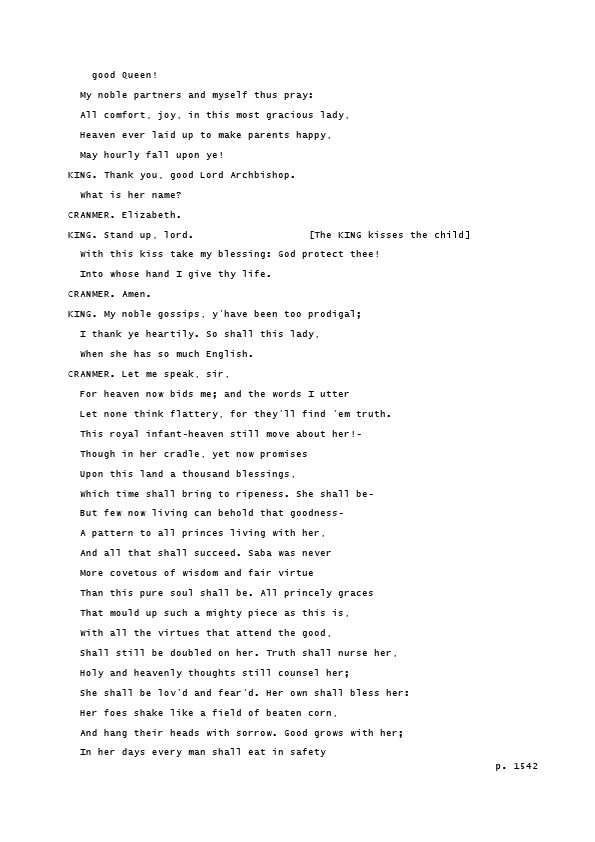 good Queen!
My noble partners and myself thus pray:
All comfort, joy, in this most gracious lady,
Heaven ever laid up to make parents happy,
May hourly fall upon ye!
KING. Thank you, good Lord Archbishop.
What is her name?
CRANMER. Elizabeth.
KING. Stand up, lord. [The KING kisses the child]
With this kiss take my blessing: God protect thee!
Into whose hand I give thy life.
CRANMER. Amen.
KING. My noble gossips, y'have been too prodigal;
I thank ye heartily. So shall this lady,
When she has so much English.
CRANMER. Let me speak, sir,
For heaven now bids me; and the words I utter
Let none think flattery, for they'll find 'em truth.
This royal infant-heaven still move about her!-
Though in her cradle, yet now promises
Upon this land a thousand blessings,
Which time shall bring to ripeness. She shall be-
But few now living can behold that goodness-
A pattern to all princes living with her,
And all that shall succeed. Saba was never
More covetous of wisdom and fair virtue
Than this pure soul shall be. All princely graces
That mould up such a mighty piece as this is,
With all the virtues that attend the good,
Shall still be doubled on her. Truth shall nurse her,
Holy and heavenly thoughts still counsel her;
She shall be lov'd and fear'd. Her own shall bless her:
Her foes shake like a field of beaten corn,
And hang their heads with sorrow. Good grows with her;
In her days every man shall eat in safety
p. 1542